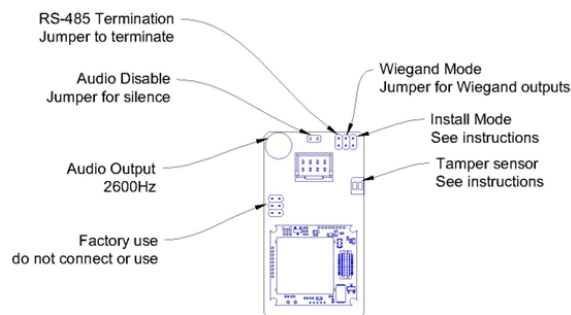 RS-485 Termination
Jumper to terminate
Audio Disable
Jumper for silence
Audio Output
2600Hz
Factory use
do not connect or use
Wiegand Mode
Jumper for Wiegand outputs
Install Mode
See instructions
Tamper sensor
See instructions